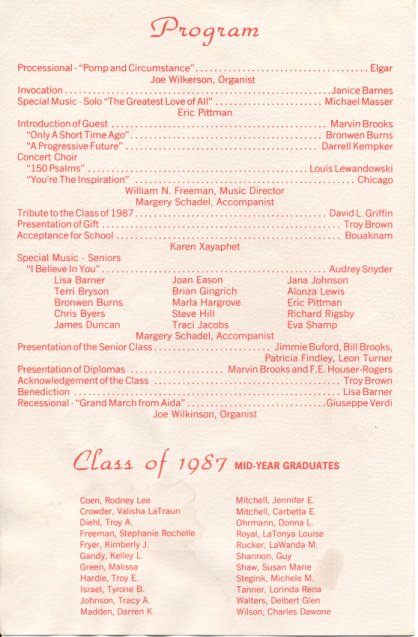 Program
Processional - "Pomp and Circumstance" Elgar
Joe Wilkerson, Organist
Invocation Janice Barnes
Special Music - Solo "The Greatest Love of All" Michael Masser
Eric Pittman
Introduction of Guest Marvin Brooks
"Only A Short Time Ago" Bronwen Burns
"A Progressive Future" Darrell Kempker
Concert Choir
"150 Psalms" Louis Lewandowski
"You're The Inspiration" Chicago
William N. Freeman, Music Director
Margery Schadel, Accompanist
Tribute to the Class of 1987 David L. Griffin
Presentation of Gift Troy Brown
Acceptance for School Bouaknam
Karen Xayaphet
Special Music - Seniors
"I Believe In You" Audrey Snyder
Lisa Barner Joan Eason Jana Johnson
Terri Bryson Brian Gingrich Alonza Lewis
Bronwen Burns Marla Hargrove Eric Pittman
Chris Byers Steve Hill Richard Rigsby
James Duncan Traci Jacobs Eva Shamp
Margery Schadel, Accompanist
Presentation of the Senior Class Jimmie Buford, Bill Brooks,
Patricia Findley, Leon Turner
Presentation of Diplomas Marvin Brooks and F.E. Houser-Rogers
Acknowledgement of the Class Troy Brown
Benediction Lisa Barner
Recessional - "Grand March from Aida" Giuseppe Verdi
Joe Wilkinson, Organist
Class of 1987 MID-YEAR GRADUATES
Coen, Rodney Lee
Crowder, Valisha LaTraun
Diehl, Troy A.
Freeman, Stephanie Rochelle
Fryer, Kimberly J.
Gandy, Kelley L.
Green, Malissa
Hardie, Troy E.
Israel, Tyrone B.
Johnson, Tracy A.
Madden, Darren K.
Mitchell, Jennifer E.
Mitchell, Carbetta E.
Ohrmann, Donna L.
Royal, LaTonya Louise
Rucker, LaWanda M.
Shannon, Guy
Shaw, Susan Marie
Stegink, Michele M.
Tanner, Lorinda Rena
Walters, Delbert Glen
Wilson, Charles Dawone